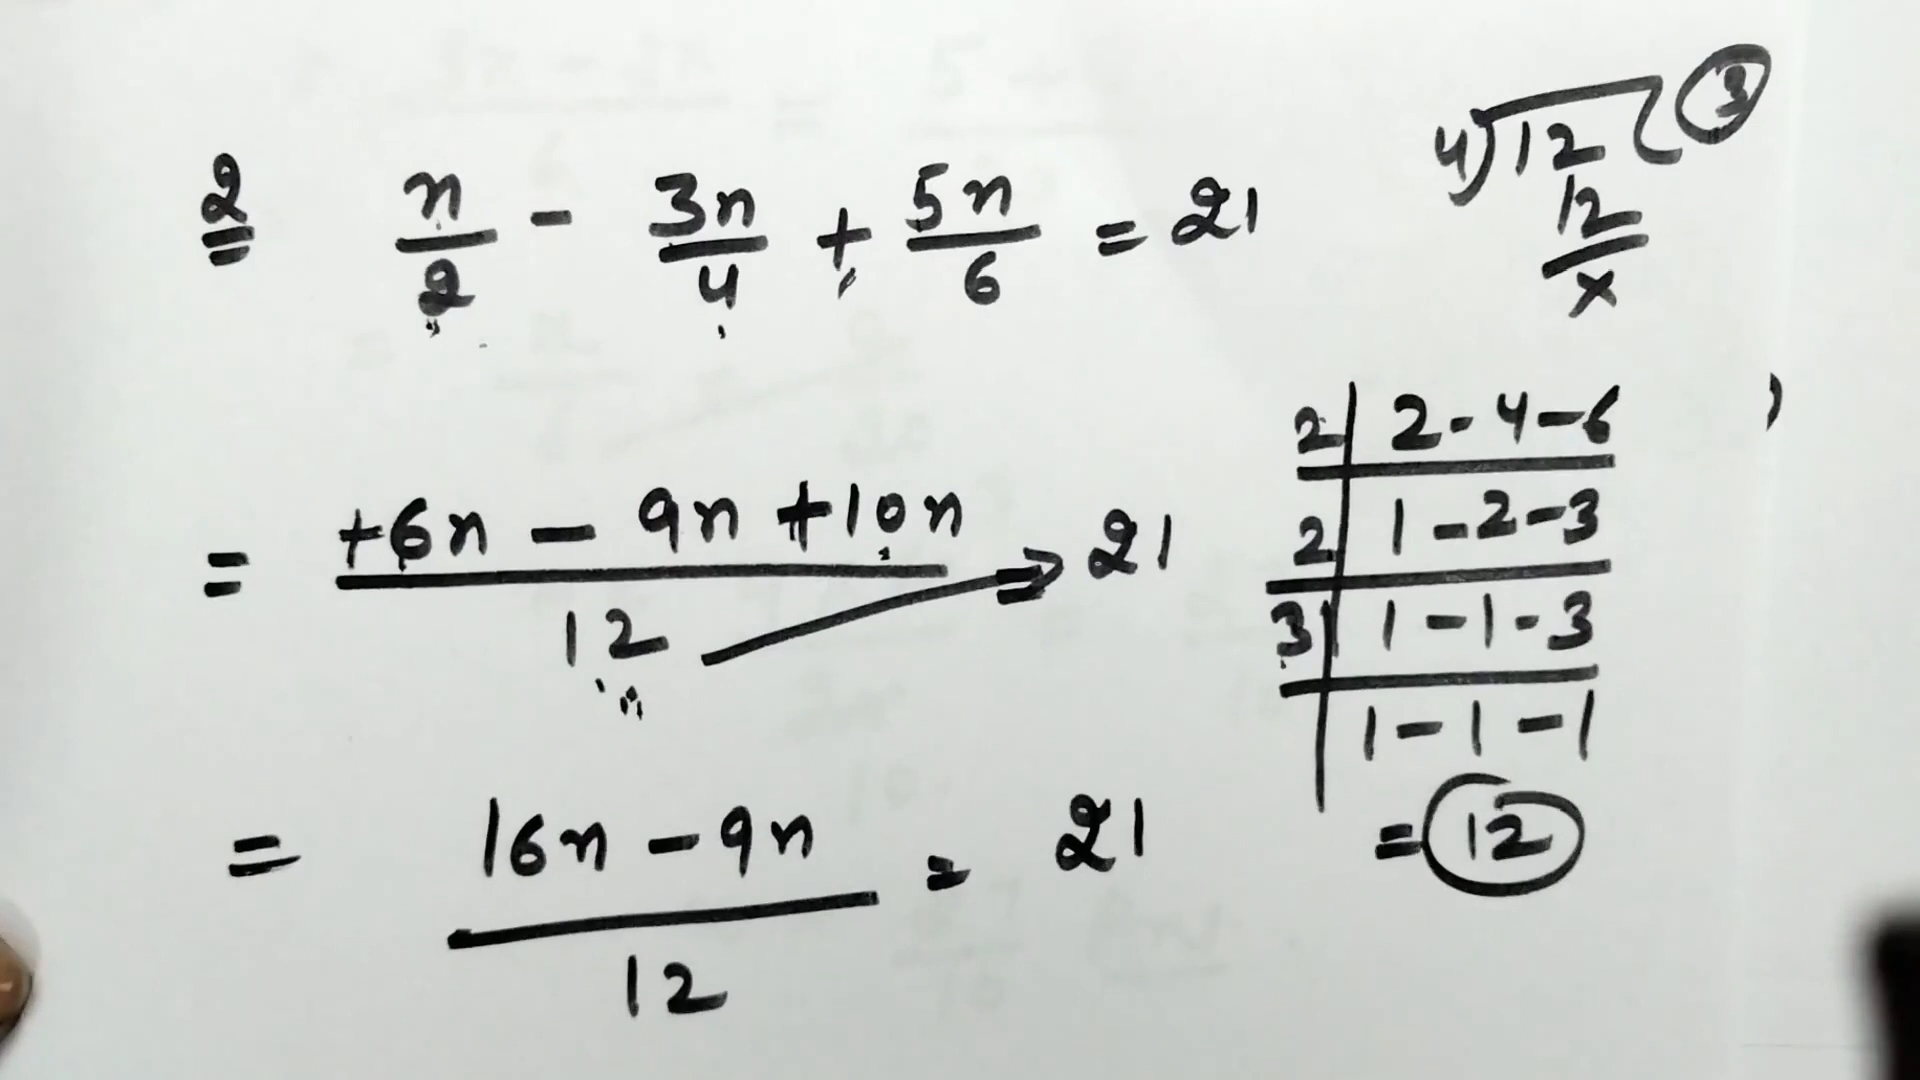 2 n/2 - 3n/4 + 5n/6 = 21
= +6n - 9n + 10n / 12 = 21
= 16n - 9n / 12 = 21
4)12(3
12
x
2 | 2 - 4 - 6
2 | 1 - 2 - 3
3 | 1 - 1 - 3
| 1 - 1 - 1
= 12